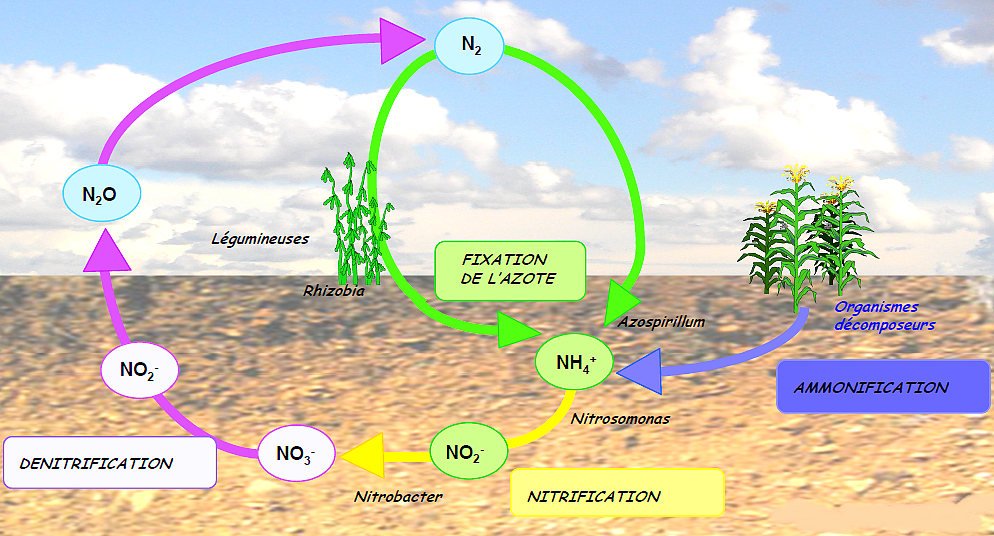 N₂
N₂O
Légumineuses
FIXATION
DE L'AZOTE
Rhizobia
Organismes
décomposeurs
Azospirillum
NH₄⁺
NO₂⁻
AMMONIFICATION
Nitrosomonas
NO₃⁻
NO₂⁻
DENITRIFICATION
Nitrobacter
NITRIFICATION